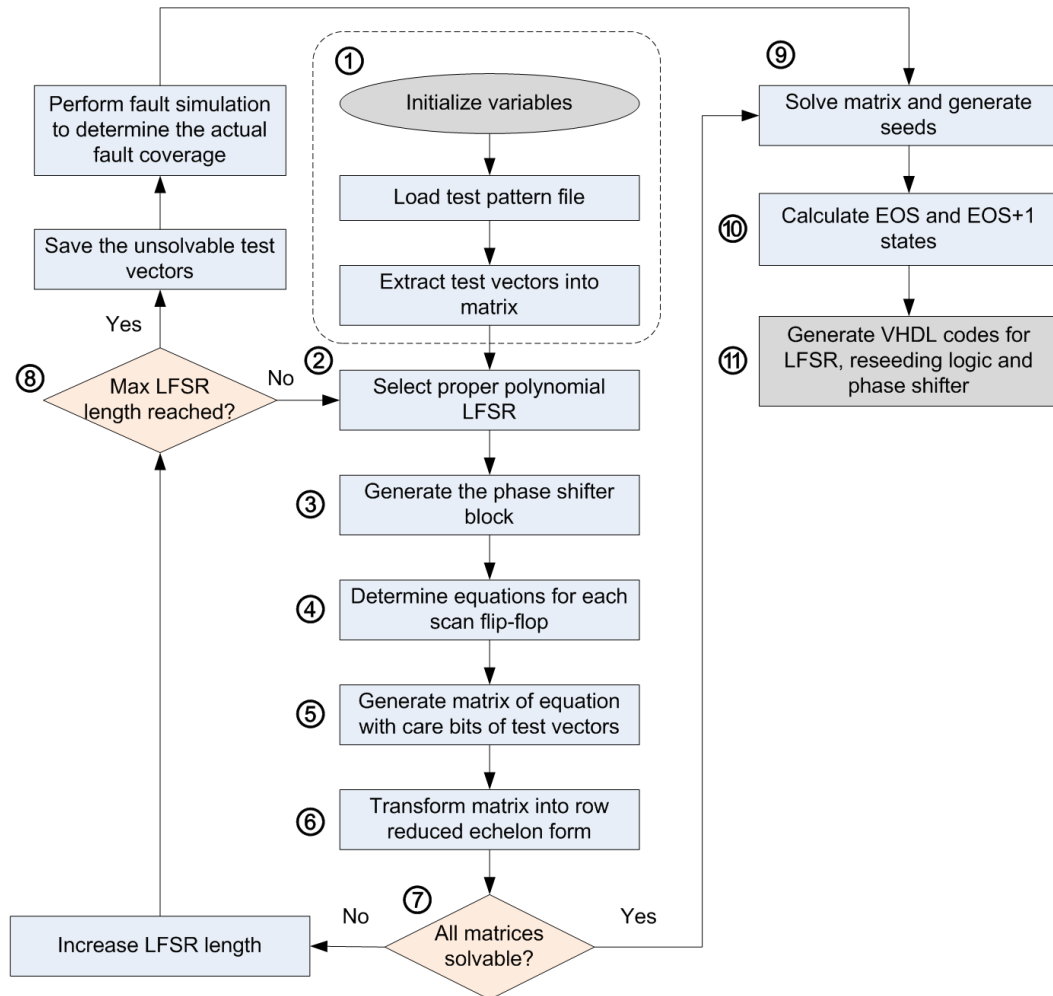 ①
Initialize variables
Load test pattern file
Extract test vectors into
matrix
②
Select proper polynomial
LFSR
③
Generate the phase shifter
block
④
Determine equations for each
scan flip-flop
⑤
Generate matrix of equation
with care bits of test vectors
⑥
Transform matrix into row
reduced echelon form
⑦
All matrices
solvable?
No
Yes
Increase LFSR length
⑧
Max LFSR
length reached?
No
Yes
Save the unsolvable test
vectors
Perform fault simulation
to determine the actual
fault coverage
⑨
Solve matrix and generate
seeds
⑩
Calculate EOS and EOS+1
states
⑪
Generate VHDL codes for
LFSR, reseeding logic and
phase shifter